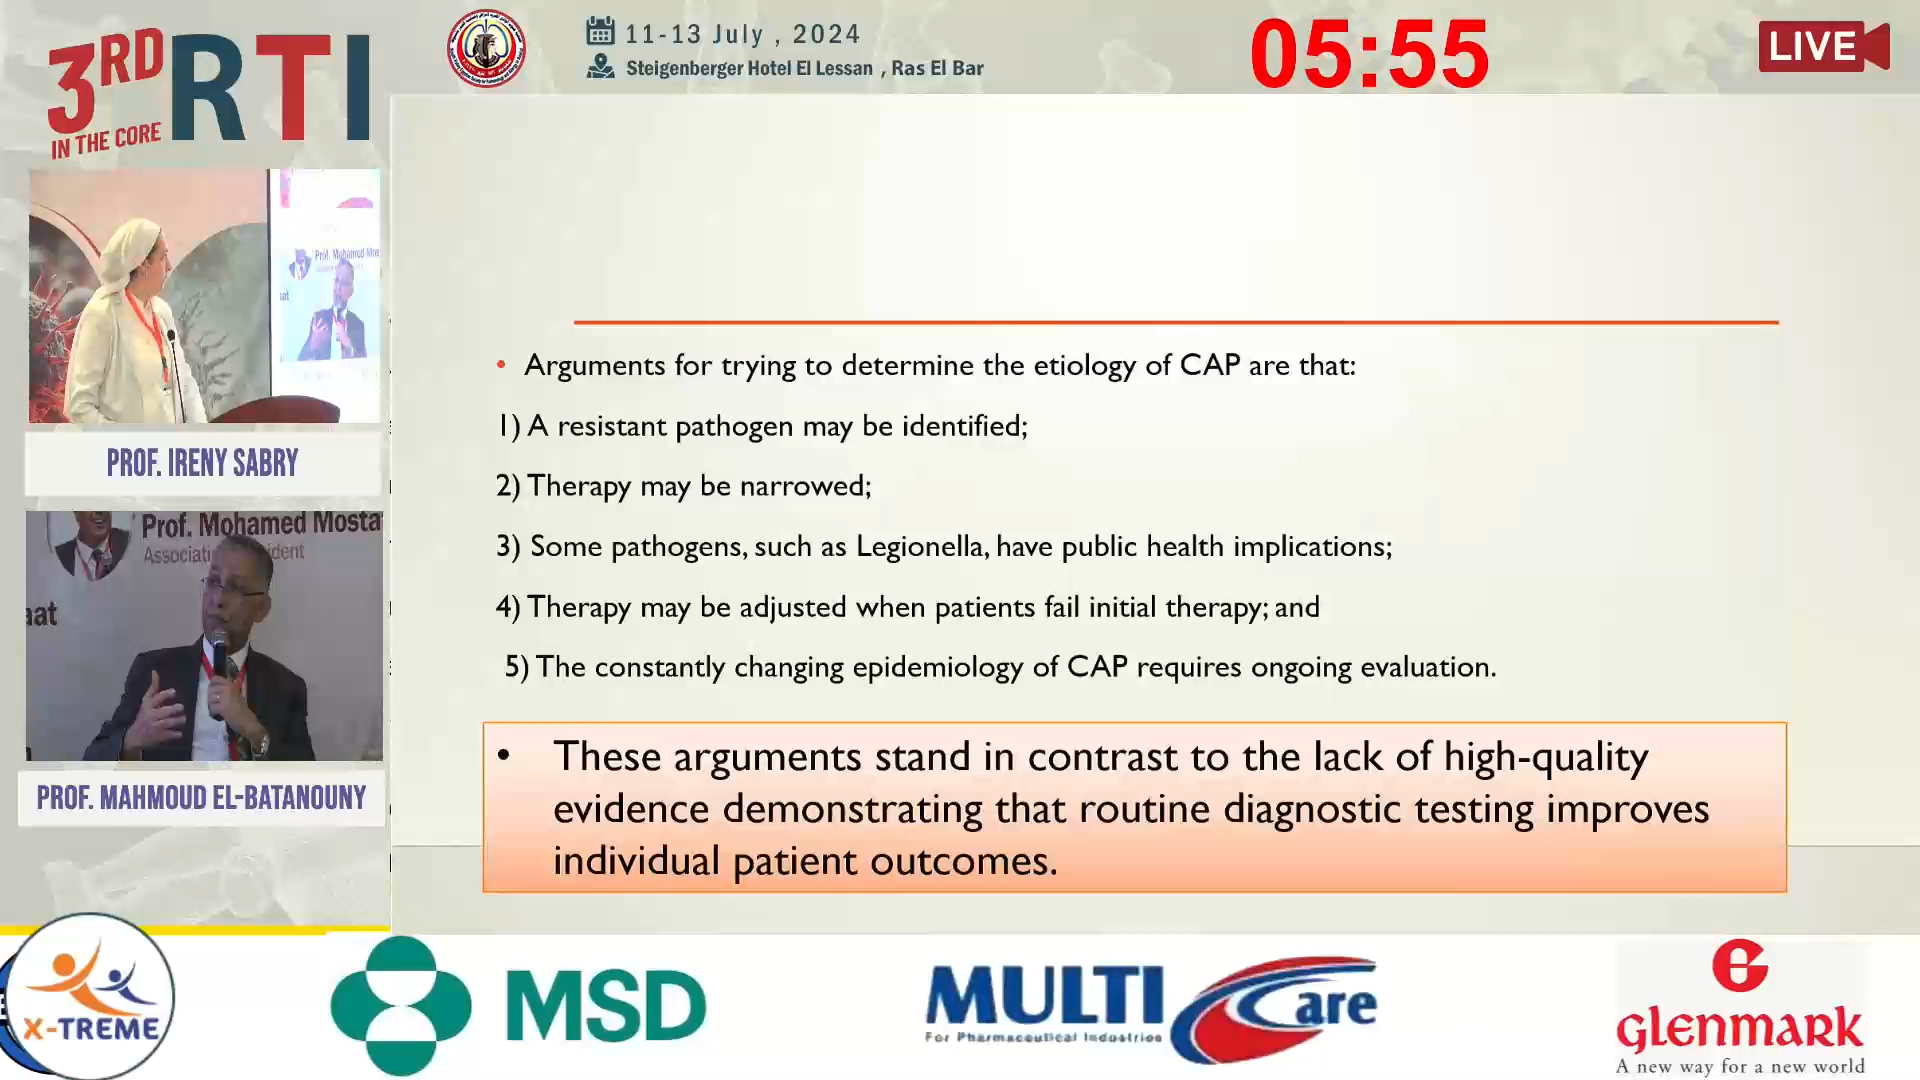 3RD RTI
IN THE CORE
11-13 July , 2024
Steigenberger Hotel El Lessan , Ras El Bar
05:55
LIVE
Prof. Mohamed Mos
PROF. IRENY SABRY
Prof. Mohamed Mosta
aat
PROF. MAHMOUD EL-BATANOUNY
• Arguments for trying to determine the etiology of CAP are that:
1) A resistant pathogen may be identified;
2) Therapy may be narrowed;
3) Some pathogens, such as Legionella, have public health implications;
4) Therapy may be adjusted when patients fail initial therapy; and
5) The constantly changing epidemiology of CAP requires ongoing evaluation.
• These arguments stand in contrast to the lack of high-quality
evidence demonstrating that routine diagnostic testing improves
individual patient outcomes.
X-TREME
MSD
MULTI Care
For Pharmaceutical Industries
glenmark
A new way for a new world